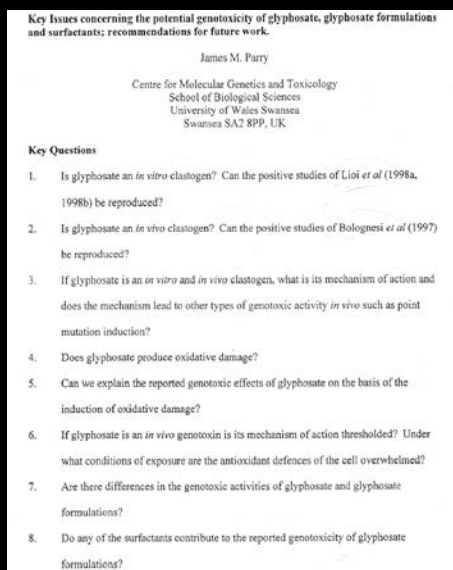 Key Issues concerning the potential genotoxicity of glyphosate, glyphosate formulations
and surfactants; recommendations for future work.
James M. Parry
Centre for Molecular Genetics and Toxicology
School of Biological Sciences
University of Wales Swansea
Swansea SA2 8PP, UK
Key Questions
1. Is glyphosate an in vitro clastogen? Can the positive studies of Lioi et al (1998a,
1998b) be reproduced?
2. Is glyphosate an in vivo clastogen? Can the positive studies of Bolognesi et al (1997)
be reproduced?
3. If glyphosate is an in vitro and in vivo clastogen, what is its mechanism of action and
does the mechanism lead to other types of genotoxic activity in vivo such as point
mutation induction?
4. Does glyphosate produce oxidative damage?
5. Can we explain the reported genotoxic effects of glyphosate on the basis of the
induction of oxidative damage?
6. If glyphosate is an in vivo genotoxin is its mechanism of action thresholded? Under
what conditions of exposure are the antioxidant defences of the cell overwhelmed?
7. Are there differences in the genotoxic activities of glyphosate and glyphosate
formulations?
8. Do any of the surfactants contribute to the reported genotoxicity of glyphosate
formulations?